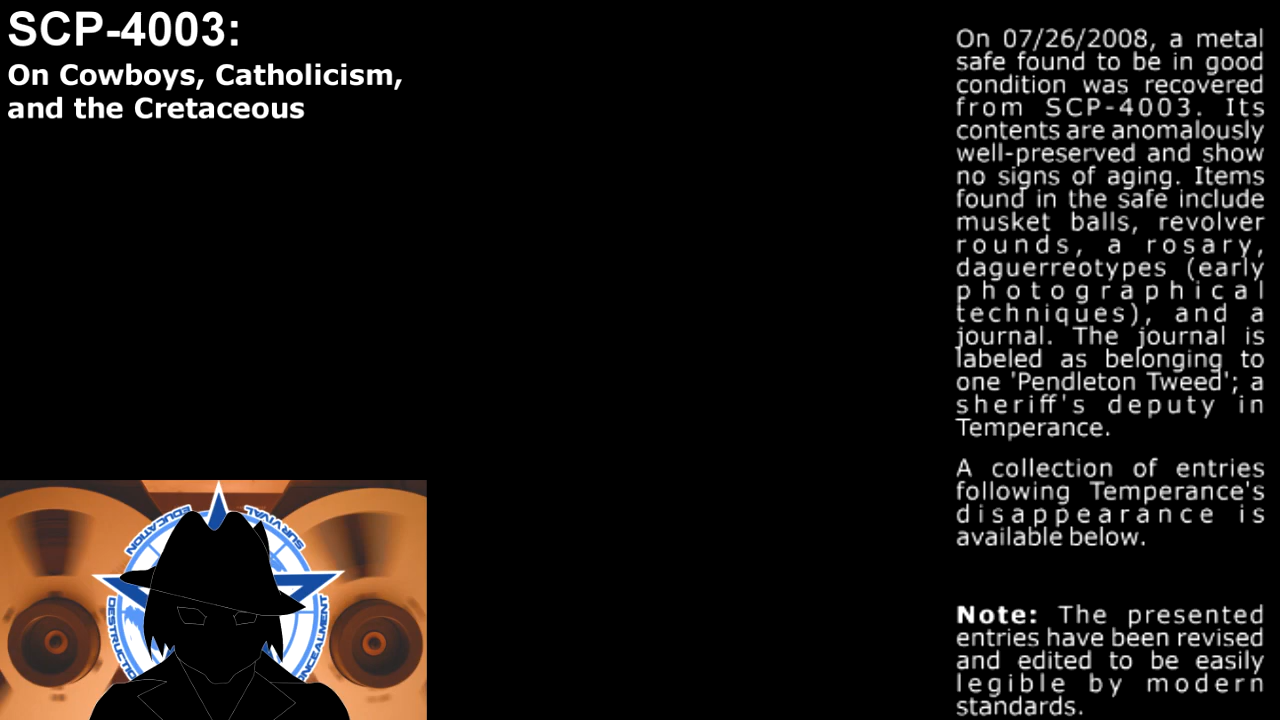 SCP-4003:
On Cowboys, Catholicism,
and the Cretaceous
On 07/26/2008, a metal
safe found to be in good
condition was recovered
from SCP-4003. Its
contents are anomalously
well-preserved and show
no signs of aging. Items
found in the safe include
musket balls, revolver
rounds, a rosary,
daguerreotypes (early
photographical
techniques), and a
journal. The journal is
labeled as belonging to
one 'Pendleton Tweed'; a
sheriff's deputy in
Temperance.
A collection of entries
following Temperance's
disappearance is
available below.
Note: The presented
entries have been revised
and edited to be easily
legible by modern
standards.
EDUCATION
SURVIVAL